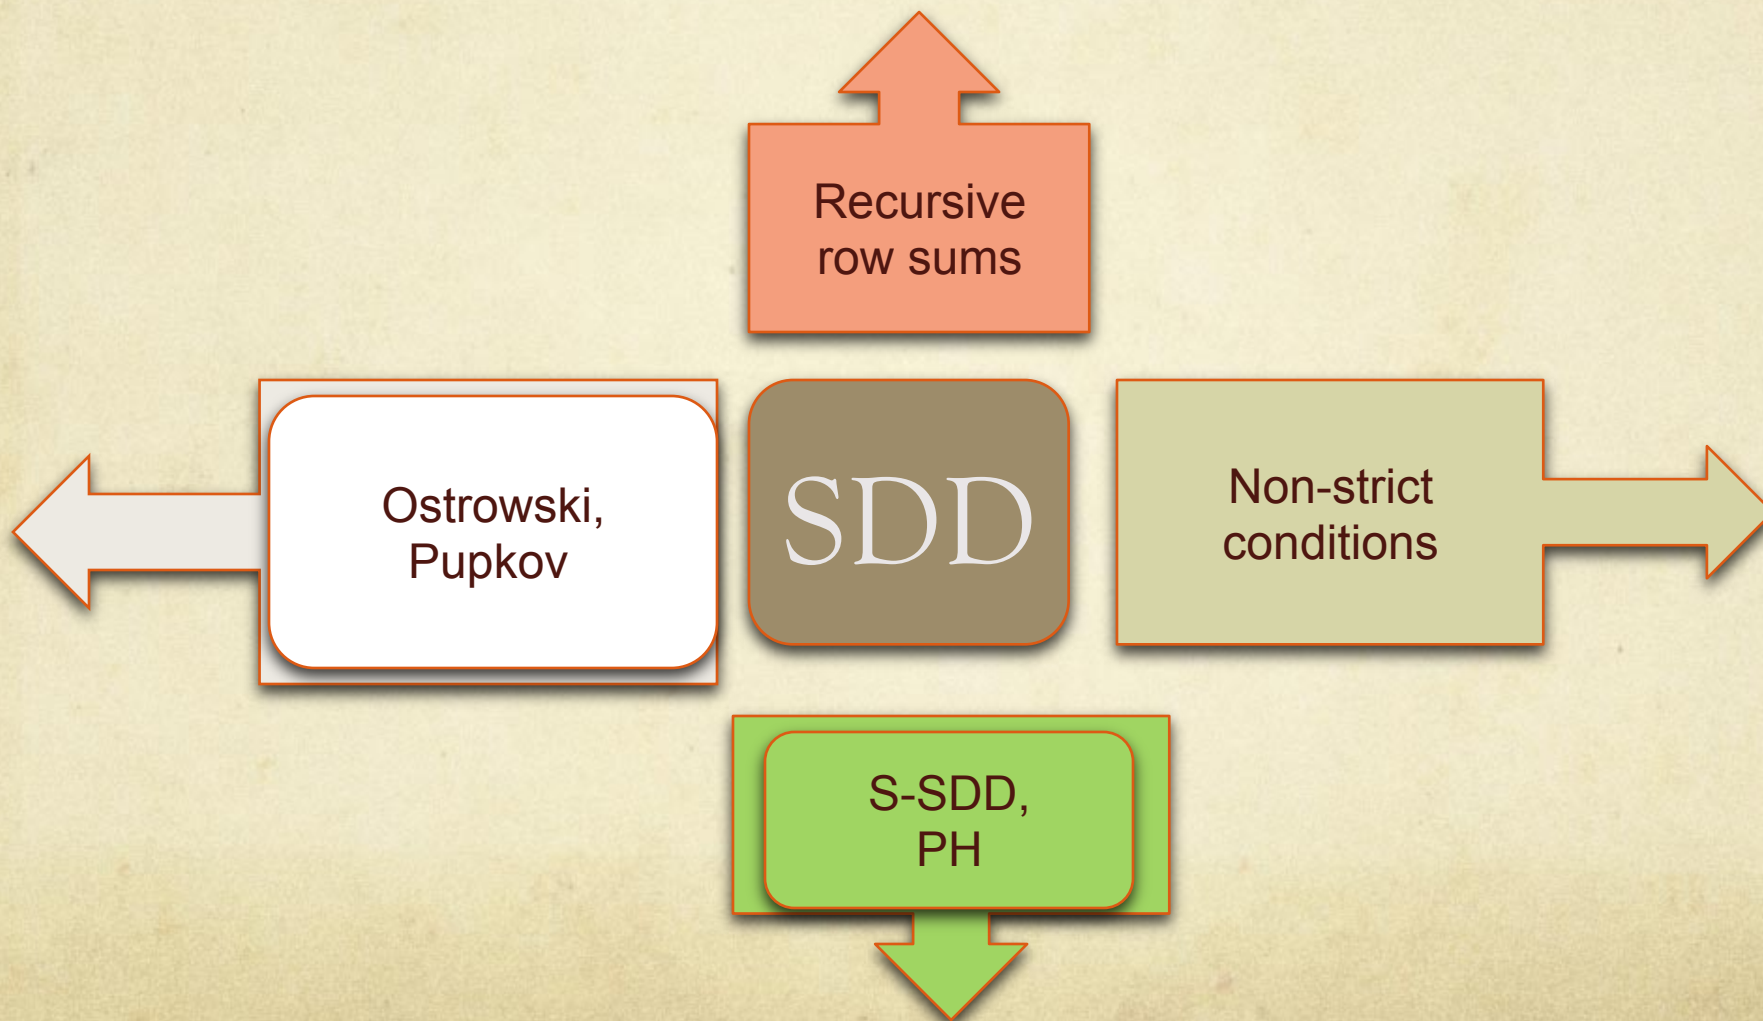 Recursive
row sums
Ostrowski,
Pupkov
SDD
Non-strict
conditions
S-SDD,
PH